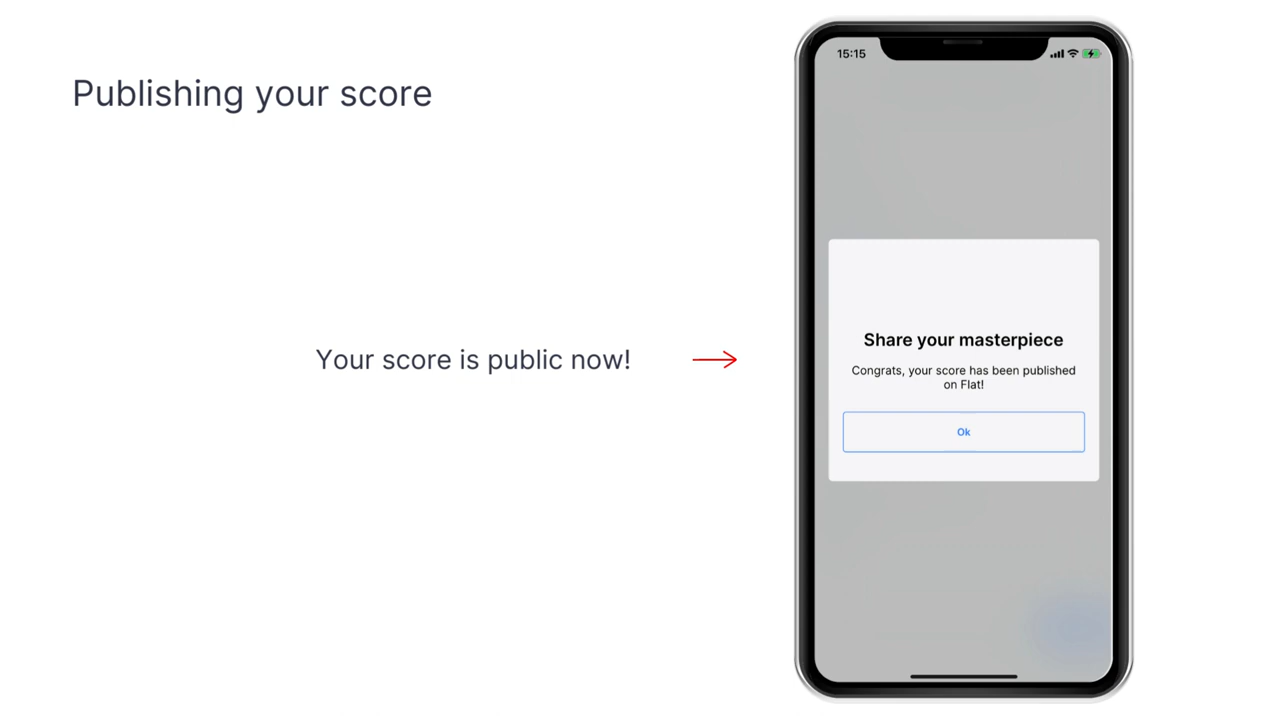 Publishing your score
Your score is public now!
15:15
Share your masterpiece
Congrats, your score has been published
on Flat!
Ok